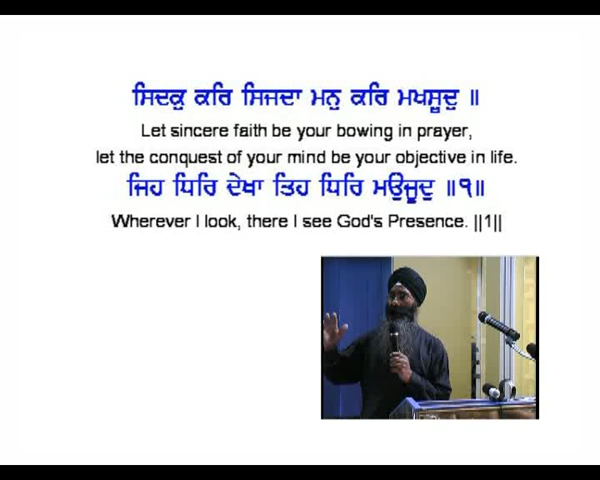 ਸਿਦਕੁ ਕਰਿ ਸਿਜਦਾ ਮਨੁ ਕਰਿ ਮਖਸੂਦੁ ॥
Let sincere faith be your bowing in prayer,
let the conquest of your mind be your objective in life.
ਜਿਹ ਧਿਰਿ ਦੇਖਾ ਤਿਹ ਧਿਰਿ ਮਉਜੂਦੁ ॥੧॥
Wherever I look, there I see God's Presence. ||1||